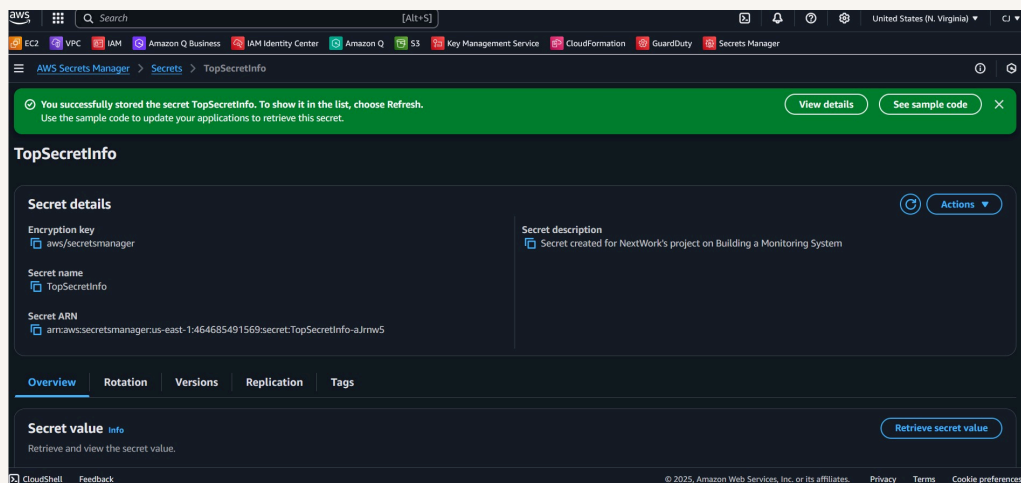 aws
Search
[Alt+S]
United States (N. Virginia) ▼
CJ ▼
EC2
VPC
IAM
Amazon Q Business
IAM Identity Center
Amazon Q
S3
Key Management Service
CloudFormation
GuardDuty
Secrets Manager
AWS Secrets Manager > Secrets > TopSecretInfo
You successfully stored the secret TopSecretInfo. To show it in the list, choose Refresh.
Use the sample code to update your applications to retrieve this secret.
View details
See sample code
TopSecretInfo
Secret details
Actions ▼
Encryption key
aws/secretsmanager
Secret description
Secret created for NextWork's project on Building a Monitoring System
Secret name
TopSecretInfo
Secret ARN
arn:aws:secretsmanager:us-east-1:464685491569:secret:TopSecretInfo-aJrnw5
Overview
Rotation
Versions
Replication
Tags
Secret value Info
Retrieve secret value
Retrieve and view the secret value.
CloudShell
Feedback
© 2025, Amazon Web Services, Inc. or its affiliates.
Privacy
Terms
Cookie preferences